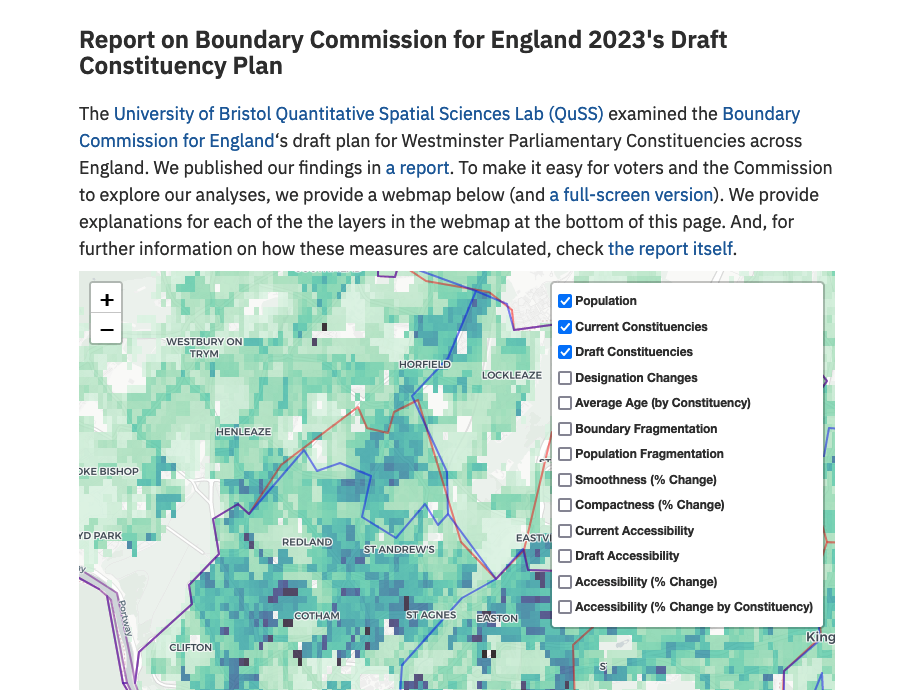 Report on Boundary Commission for England 2023's Draft
Constituency Plan
The University of Bristol Quantitative Spatial Sciences Lab (QuSS) examined the Boundary
Commission for England‘s draft plan for Westminster Parliamentary Constituencies across
England. We published our findings in a report. To make it easy for voters and the Commission
to explore our analyses, we provide a webmap below (and a full-screen version). We provide
explanations for each of the the layers in the webmap at the bottom of this page. And, for
further information on how these measures are calculated, check the report itself.
+
−
Population
Current Constituencies
Draft Constituencies
Designation Changes
Average Age (by Constituency)
Boundary Fragmentation
Population Fragmentation
Smoothness (% Change)
Compactness (% Change)
Current Accessibility
Draft Accessibility
Accessibility (% Change)
Accessibility (% Change by Constituency)
WESTBURY ON
TRYM
HORFIELD
LOCKLEAZE
HENLEAZE
OKE BISHOP
YD PARK
REDLAND
ST ANDREW'S
EASTVI
Portway
COTHAM
ST AGNES
EASTON
CLIFTON
King